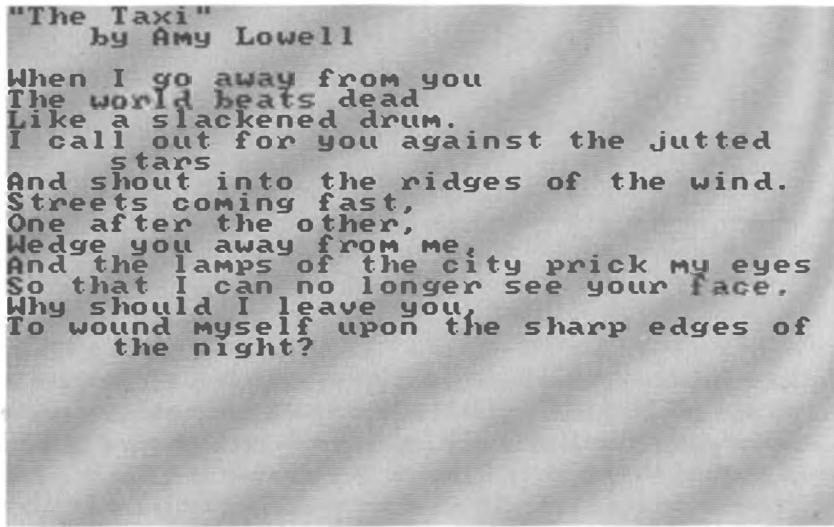 "The Taxi"
by Amy Lowell
When I go away from you
The world beats dead
Like a slackened drum.
I call out for you against the jutted
stars
And shout into the ridges of the wind.
Streets coming fast,
One after the other,
Wedge you away from me,
And the lamps of the city prick my eyes
So that I can no longer see your face.
Why should I leave you,
To wound myself upon the sharp edges of
the night?